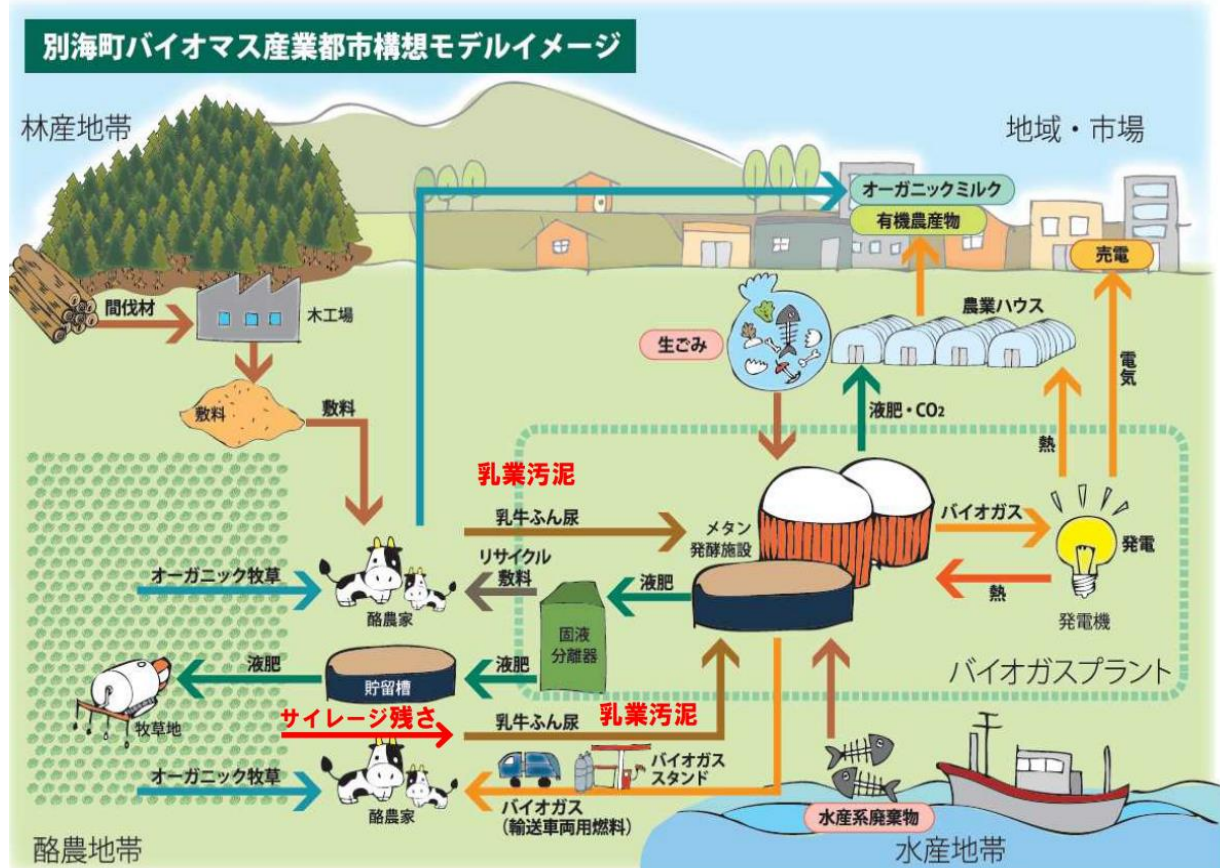 別海町バイオマス産業都市構想モデルイメージ
林産地帯
地域・市場
オーガニックミルク
有機農産物
売電
間伐材
木工場
生ごみ
農業ハウス
電気
敷料
敷料
液肥・CO₂
熱
乳業汚泥
乳牛ふん尿
メタン
発酵施設
バイオガス
発電
リサイクル
敷料
オーガニック牧草
酪農家
液肥
熱
発電機
固液
分離器
バイオガスプラント
液肥
貯留槽
液肥
牧草地
サイレージ残さ
乳牛ふん尿
乳業汚泥
バイオガス
スタンド
オーガニック牧草
酪農家
バイオガス
(輸送車両用燃料)
水産系廃棄物
酪農地帯
水産地帯